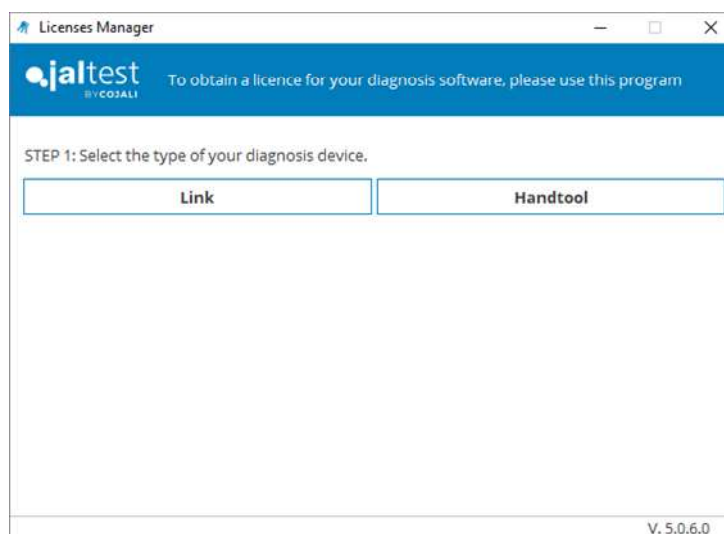 Licenses Manager
jaltest
BY COJALI
To obtain a licence for your diagnosis software, please use this program
STEP 1: Select the type of your diagnosis device.
Link
Handtool
V. 5.0.6.0